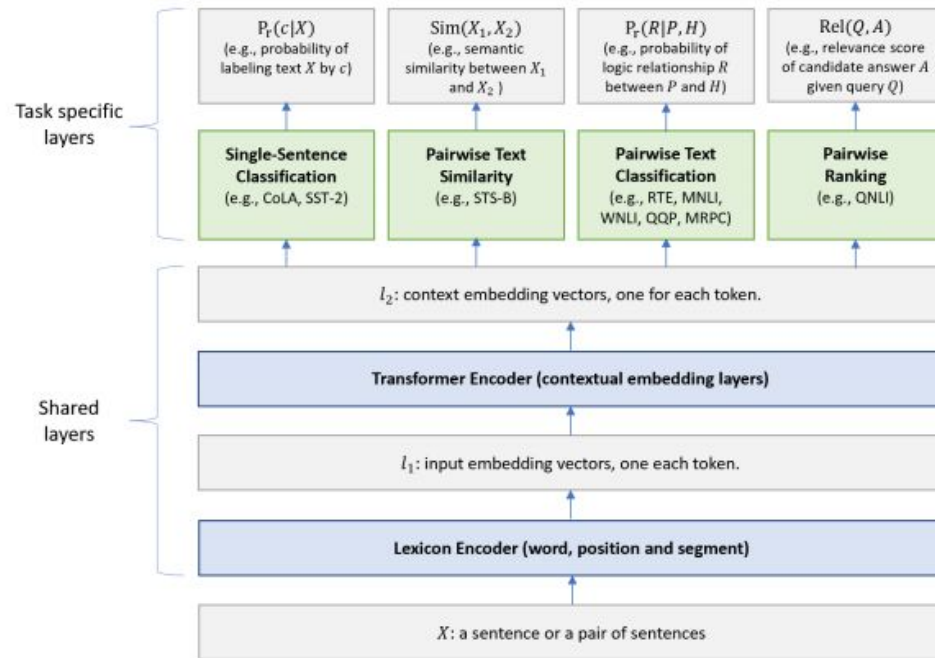 Pr(c|X)
(e.g., probability of
labeling text X by c)
Sim(X₁, X₂)
(e.g., semantic
similarity between X₁
and X₂ )
Pr(R|P, H)
(e.g., probability of
logic relationship R
between P and H)
Rel(Q, A)
(e.g., relevance score
of candidate answer A
given query Q)
Task specific
layers
Single-Sentence
Classification
(e.g., CoLA, SST-2)
Pairwise Text
Similarity
(e.g., STS-B)
Pairwise Text
Classification
(e.g., RTE, MNLI,
WNLI, QQP, MRPC)
Pairwise
Ranking
(e.g., QNLI)
l₂: context embedding vectors, one for each token.
Transformer Encoder (contextual embedding layers)
Shared
layers
l₁: input embedding vectors, one each token.
Lexicon Encoder (word, position and segment)
X: a sentence or a pair of sentences